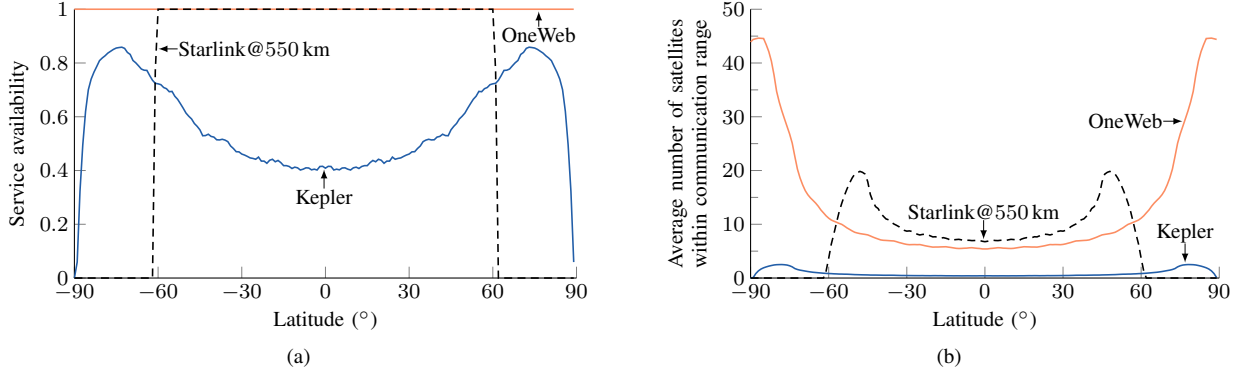 1
0.8
0.6
0.4
0.2
0
Service availability
−90
−60
−30
0
30
60
90
Latitude (°)
OneWeb
Starlink@550 km
Kepler
(a)
50
40
30
20
10
0
Average number of satellites
within communication range
−90
−60
−30
0
30
60
90
Latitude (°)
OneWeb
Starlink@550 km
Kepler
(b)